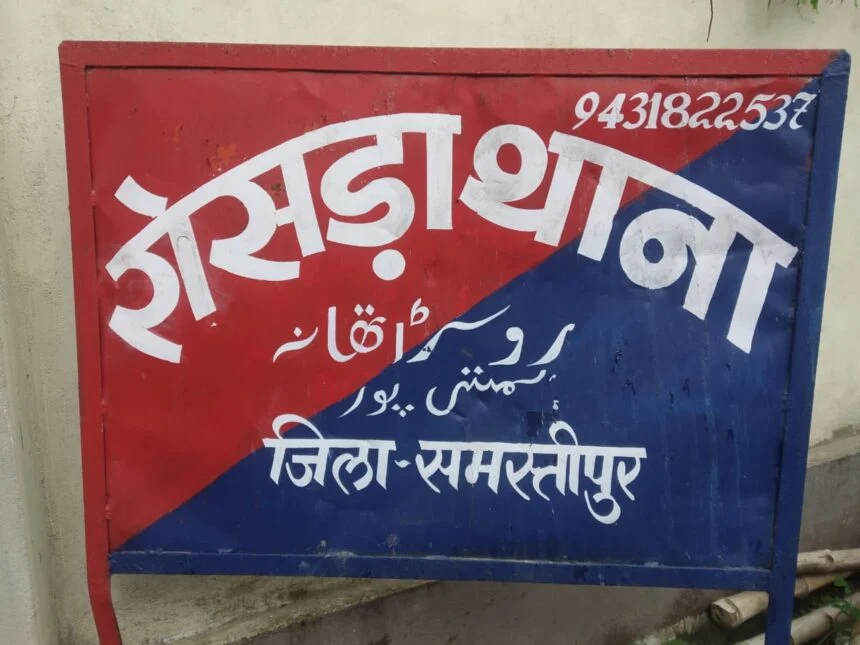 9431822537
रोसड़ा थाना
روسڑا تھانہ
سمستی پور
जिला-समस्तीपुर